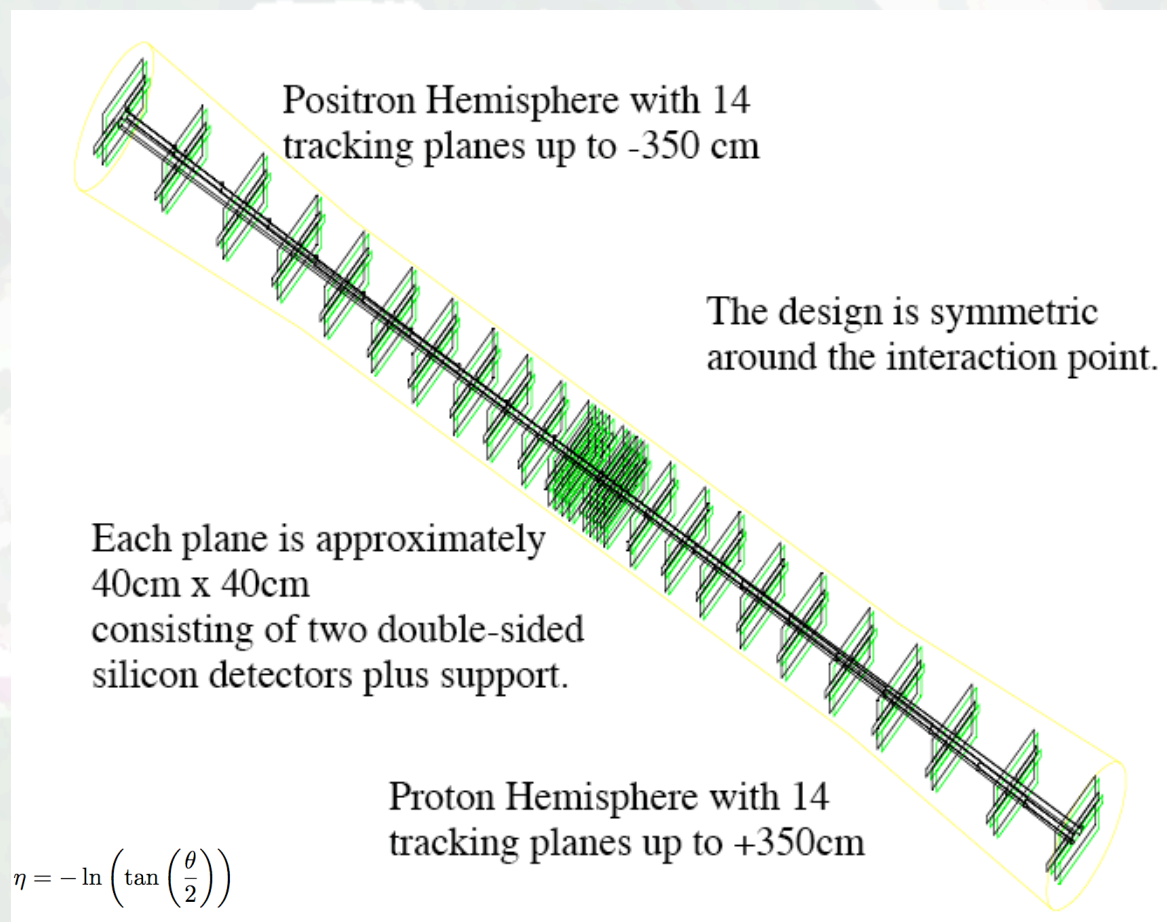 Positron Hemisphere with 14
tracking planes up to -350 cm
The design is symmetric
around the interaction point.
Each plane is approximately
40cm x 40cm
consisting of two double-sided
silicon detectors plus support.
Proton Hemisphere with 14
tracking planes up to +350cm
η = − ln (tan (θ/2))